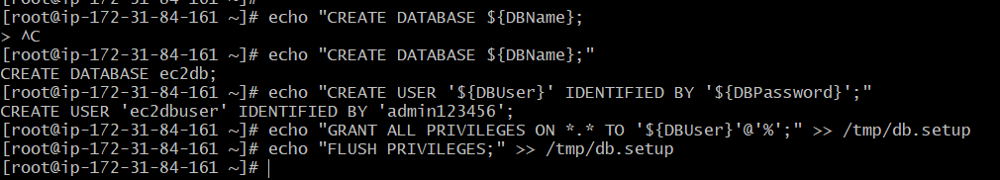 [root@ip-172-31-84-161 ~]# echo "CREATE DATABASE ${DBName};
> ^C
[root@ip-172-31-84-161 ~]# echo "CREATE DATABASE ${DBName};"
CREATE DATABASE ec2db;
[root@ip-172-31-84-161 ~]# echo "CREATE USER '${DBUser}' IDENTIFIED BY '${DBPassword}';"
CREATE USER 'ec2dbuser' IDENTIFIED BY 'admin123456';
[root@ip-172-31-84-161 ~]# echo "GRANT ALL PRIVILEGES ON *.* TO '${DBUser}'@'%';" >> /tmp/db.setup
[root@ip-172-31-84-161 ~]# echo "FLUSH PRIVILEGES;" >> /tmp/db.setup
[root@ip-172-31-84-161 ~]#